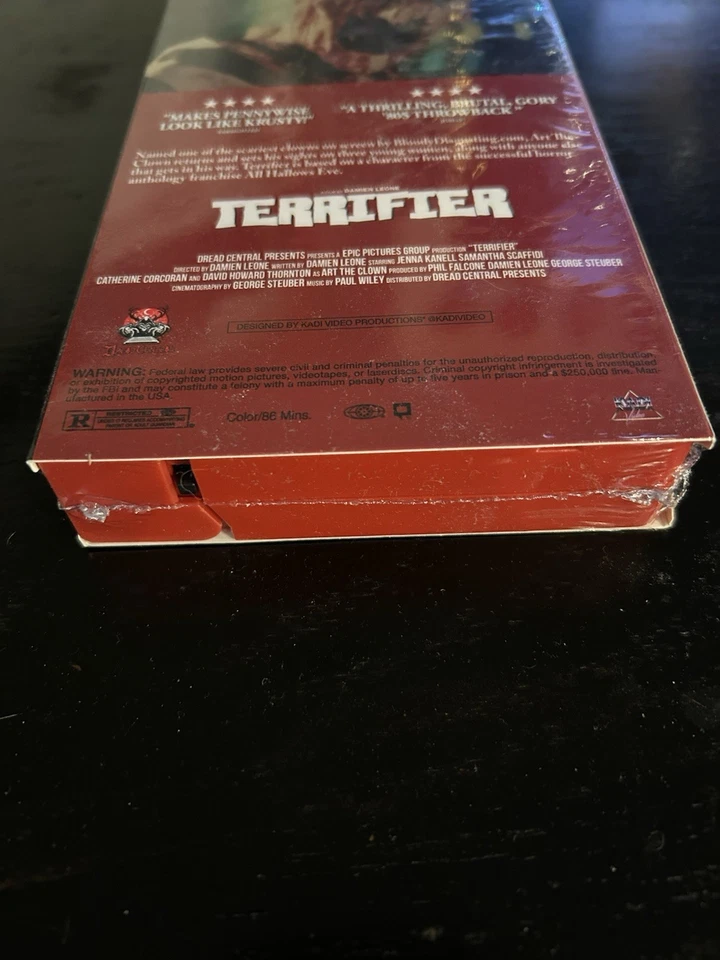 ★★★★ ★★★★
"MAKES PENNYWISE
LOOK LIKE KRUSTY!"
"A THRILLING, BRUTAL, GORY
80S THROWBACK"
Named one of the scariest clowns on screen by BloodyDisgusting.com, Art the
Clown returns and sets his sights on three young women, along with anyone else
that gets in his way. Terrifier is based on a character from the successful horror
anthology franchise All Hallows Eve.
DAMIEN LEONE
TERRIFIER
DREAD CENTRAL PRESENTS PRESENTS A EPIC PICTURES GROUP PRODUCTION "TERRIFIER"
DIRECTED BY DAMIEN LEONE WRITTEN BY DAMIEN LEONE STARRING JENNA KANELL SAMANTHA SCAFFIDI
CATHERINE CORCORAN AND DAVID HOWARD THORNTON AS ART THE CLOWN PRODUCED BY PHIL FALCONE DAMIEN LEONE GEORGE STEUBER
CINEMATOGRAPHY BY GEORGE STEUBER MUSIC BY PAUL WILEY DISTRIBUTED BY DREAD CENTRAL PRESENTS
DESIGNED BY KADI VIDEO PRODUCTIONS* @KADIVIDEO
WARNING: Federal law provides severe civil and criminal penalties for the unauthorized reproduction, distribution,
or exhibition of copyrighted motion pictures, videotapes, or laserdiscs. Criminal copyright infringement is investigated
by the FBI and may constitute a felony with a maximum penalty of up to five years in prison and a $250,000 fine. Man-
ufactured in the USA.
R RESTRICTED
Color/86 Mins.